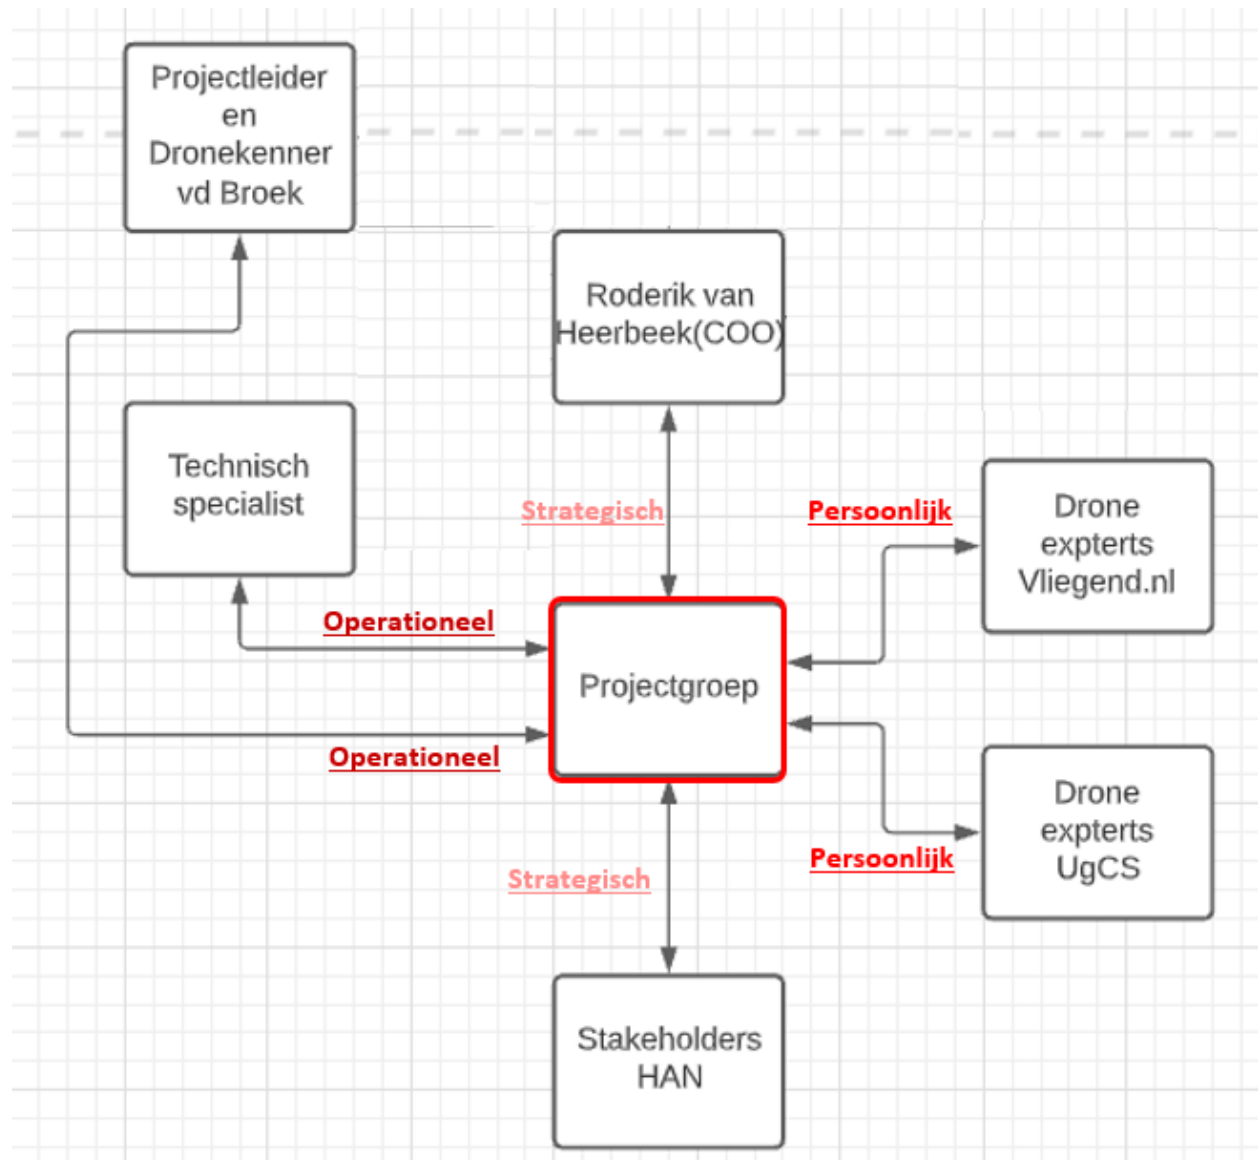 Projectleider
en
Dronekenner
vd Broek
Roderik van
Heerbeek(COO)
Technisch
specialist
Strategisch
Persoonlijk
Drone
expterts
Vliegend.nl
Operationeel
Projectgroep
Operationeel
Drone
expterts
UgCS
Persoonlijk
Strategisch
Stakeholders
HAN